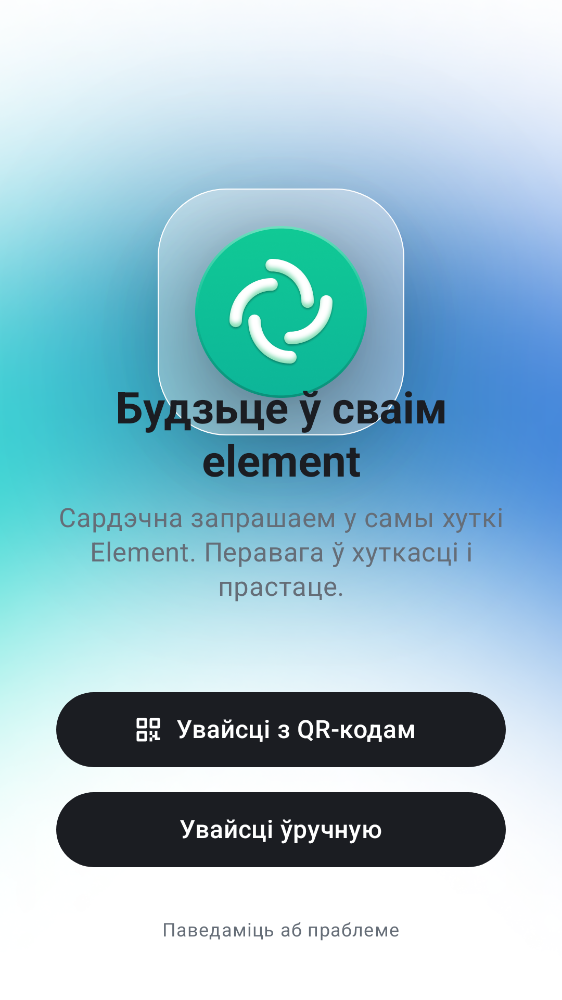 Будзьце ў сваім
element
Сардэчна запрашаем у самы хуткі
Element. Перавага ў хуткасці і
прастаце.
Увайсці з QR-кодам
Увайсці ўручную
Паведаміць аб праблеме